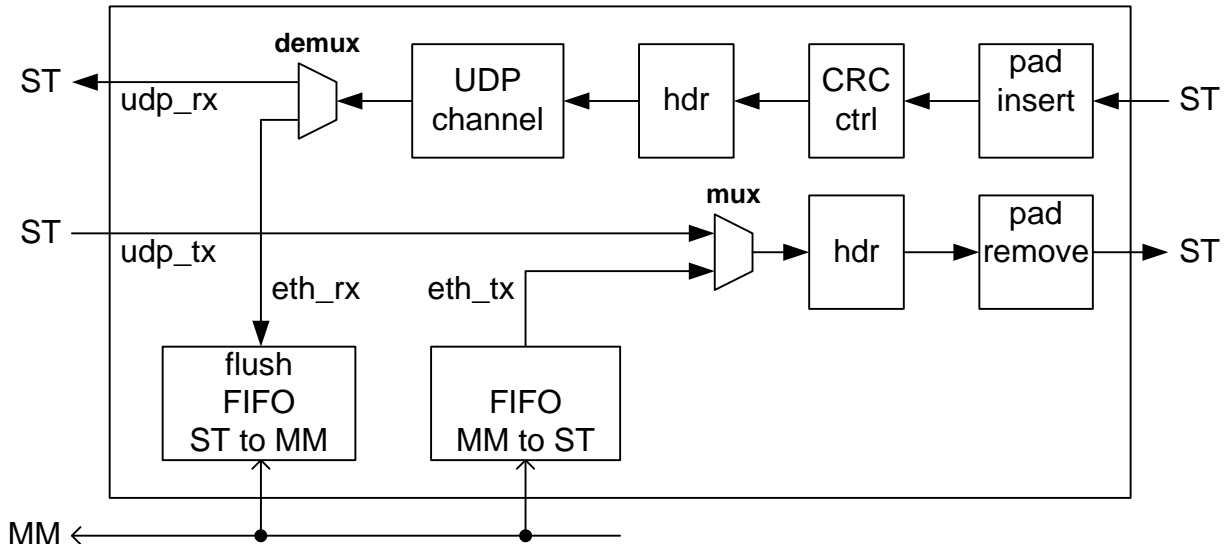 demux
ST
udp_rx
UDP
channel
hdr
CRC
ctrl
pad
insert
ST
mux
ST
udp_tx
hdr
pad
remove
ST
eth_rx
eth_tx
flush
FIFO
ST to MM
FIFO
MM to ST
MM